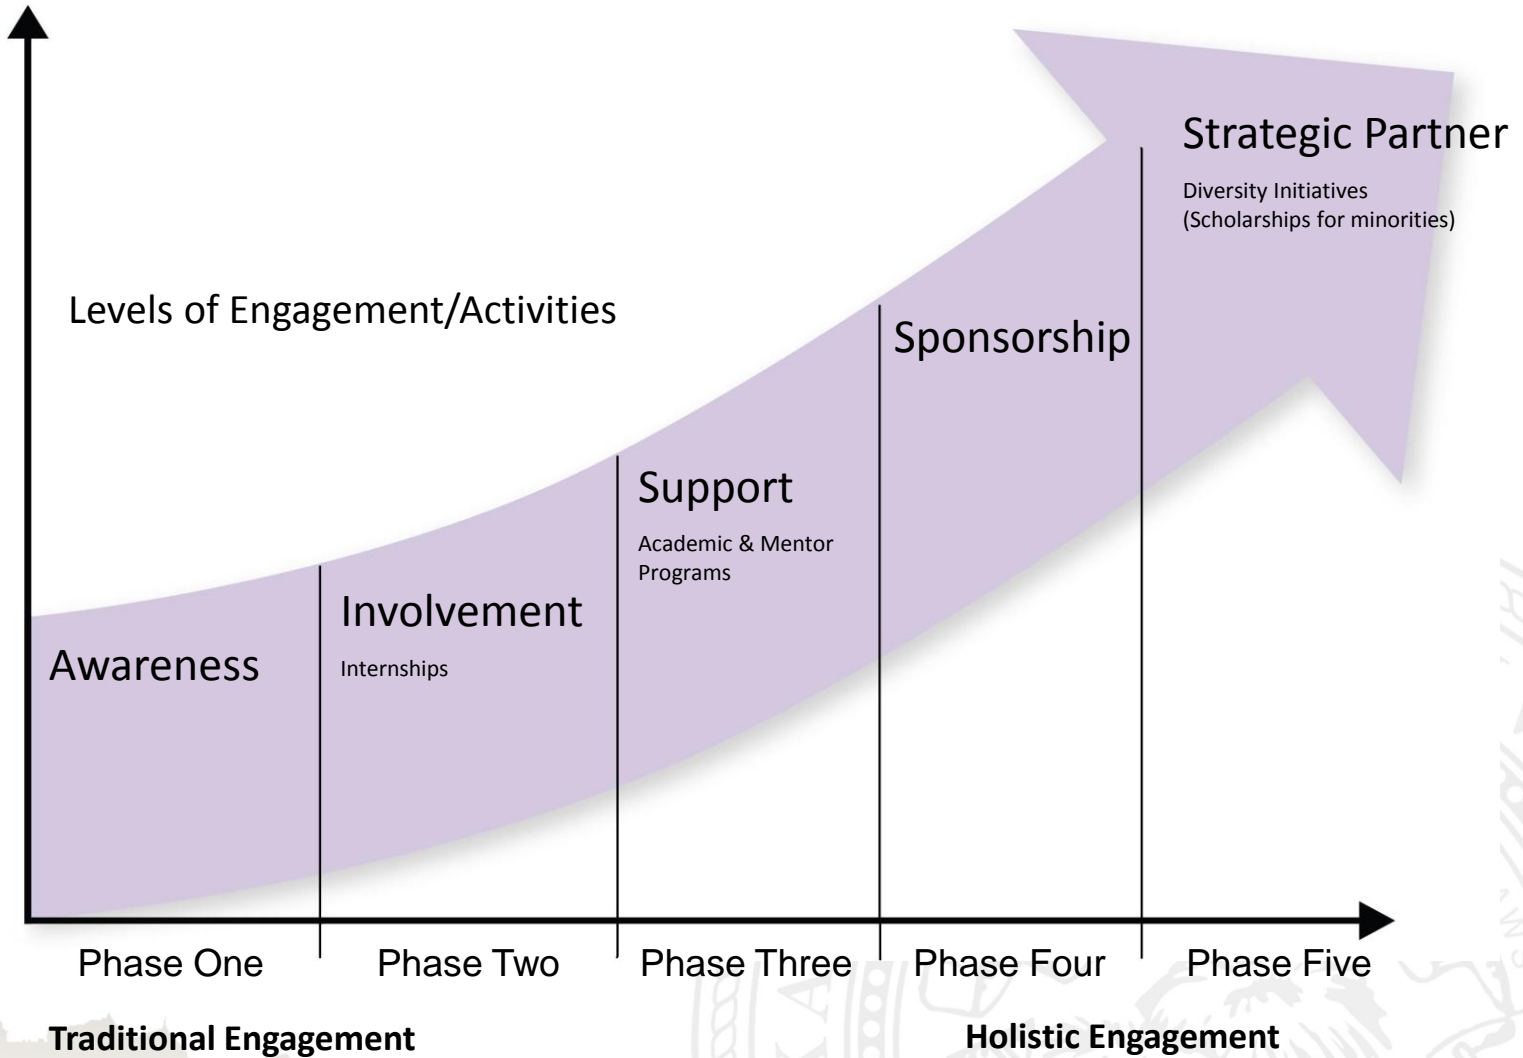 Strategic Partner
Diversity Initiatives
(Scholarships for minorities)
Levels of Engagement/Activities
Sponsorship
Support
Academic & Mentor
Programs
Involvement
Internships
Awareness
Phase One
Phase Two
Phase Three
Phase Four
Phase Five
Traditional Engagement
Holistic Engagement